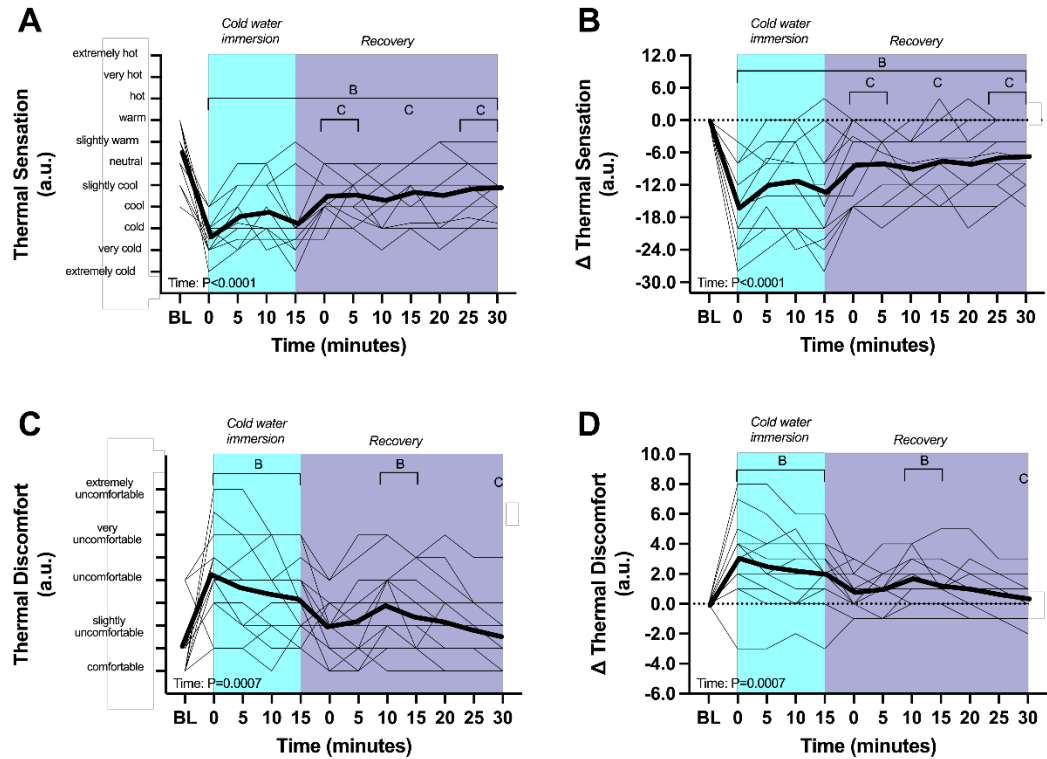 A
Cold water
immersion
Recovery
extremely hot
very hot
hot
warm
slightly warm
neutral
slightly cool
cool
cold
very cold
extremely cold
Thermal Sensation
(a.u.)
B
C
C
C
Time: P<0.0001
BL 0 5 10 15 0 5 10 15 20 25 30
Time (minutes)
B
Cold water
immersion
Recovery
12.0
6.0
0.0
-6.0
-12.0
-18.0
-24.0
-30.0
Δ Thermal Sensation
(a.u.)
B
C
C
C
Time: P<0.0001
BL 0 5 10 15 0 5 10 15 20 25 30
Time (minutes)
C
Cold water
immersion
Recovery
extremely
uncomfortable
very
uncomfortable
uncomfortable
slightly
uncomfortable
comfortable
Thermal Discomfort
(a.u.)
B
B
C
Time: P=0.0007
BL 0 5 10 15 0 5 10 15 20 25 30
Time (minutes)
D
Cold water
immersion
Recovery
10.0
8.0
6.0
4.0
2.0
0.0
-2.0
-4.0
-6.0
Δ Thermal Discomfort
(a.u.)
B
B
C
Time: P=0.0007
BL 0 5 10 15 0 5 10 15 20 25 30
Time (minutes)